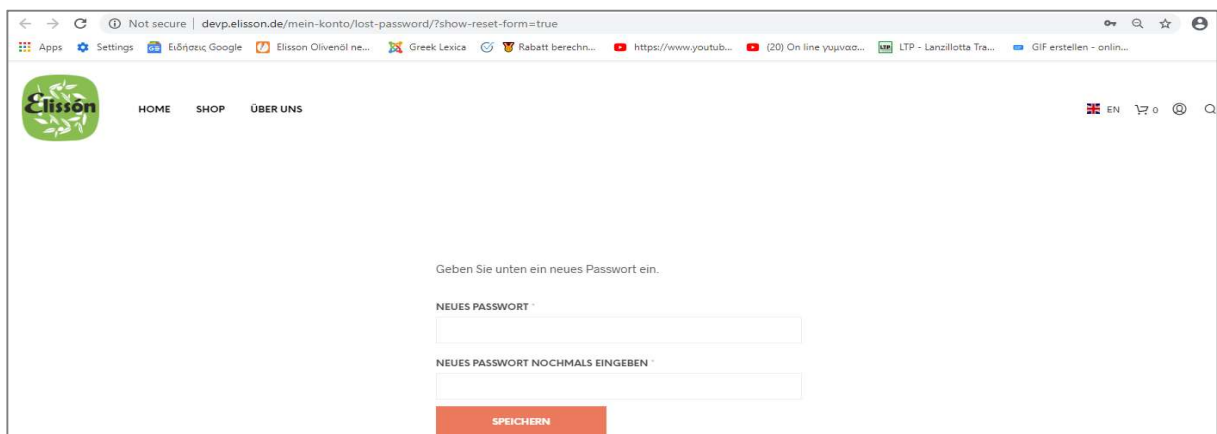 Not secure | devp.elisson.de/mein-konto/lost-password/?show-reset-form=true
Apps Settings Ειδήσεις Google Elisson Olivenöl ne... Greek Lexica Rabatt berechn... https://www.youtub... (20) On line γυμνασ... LTP LTP - Lanzillotta Tra... GIF erstellen - onlin...
Elissón HOME SHOP ÜBER UNS EN 0
Geben Sie unten ein neues Passwort ein.
NEUES PASSWORT *
NEUES PASSWORT NOCHMALS EINGEBEN *
SPEICHERN